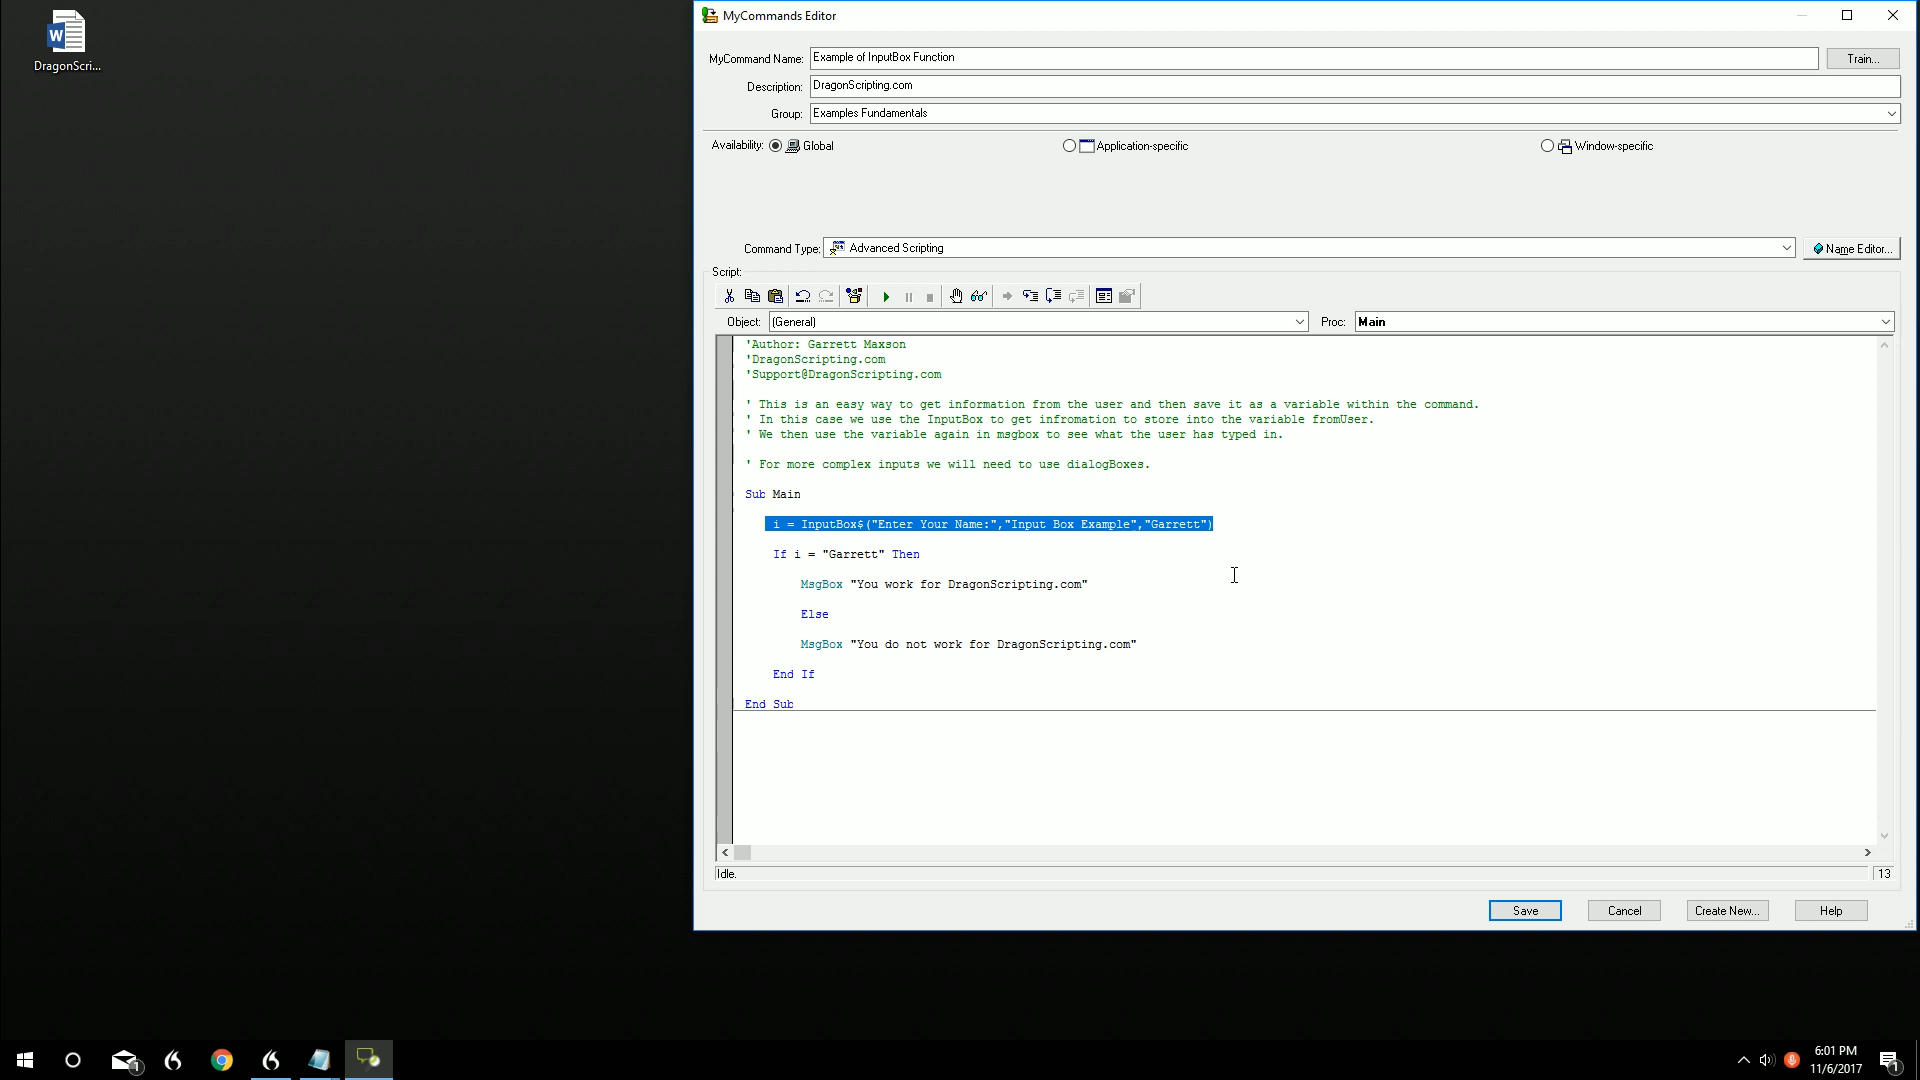 MyCommands Editor
DragonScri...
MyCommand Name: Example of InputBox Function Train...
Description: DragonScripting.com
Group: Examples Fundamentals
Availability: Global Application-specific Window-specific
Command Type: Advanced Scripting Name Editor...
Script:
Object: (General) Proc: Main
'Author: Garrett Maxson
'DragonScripting.com
'Support@DragonScripting.com
' This is an easy way to get information from the user and then save it as a variable within the command.
' In this case we use the InputBox to get infromation to store into the variable fromUser.
' We then use the variable again in msgbox to see what the user has typed in.
' For more complex inputs we will need to use dialogBoxes.
Sub Main
i = InputBox$("Enter Your Name:","Input Box Example","Garrett")
If i = "Garrett" Then
MsgBox "You work for DragonScripting.com"
Else
MsgBox "You do not work for DragonScripting.com"
End If
End Sub
Idle. 13
Save Cancel Create New... Help
6:01 PM
11/6/2017
1
1